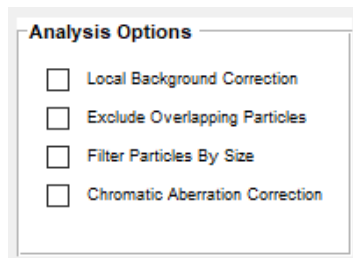 Analysis Options
Local Background Correction
Exclude Overlapping Particles
Filter Particles By Size
Chromatic Aberration Correction